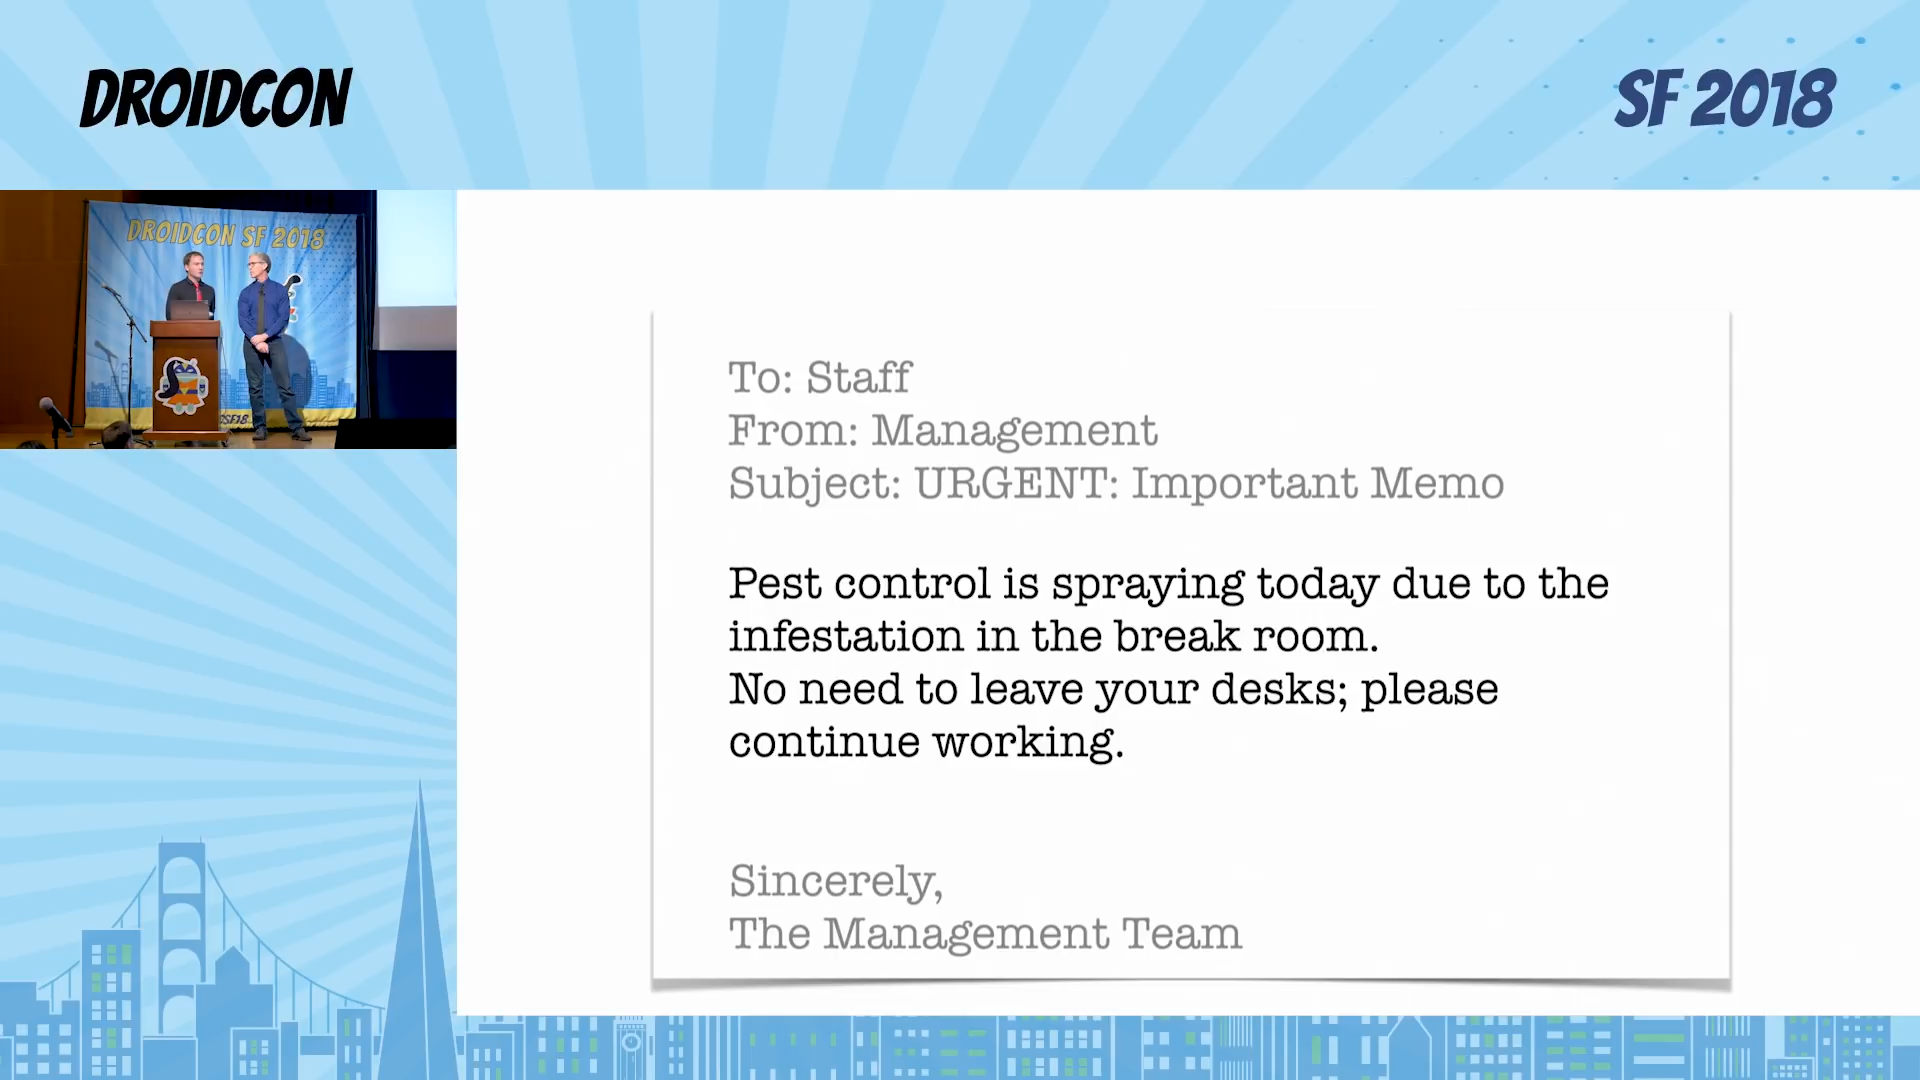 DROIDCON
SF 2018
DROIDCON SF 2018
To: Staff
From: Management
Subject: URGENT: Important Memo
Pest control is spraying today due to the
infestation in the break room.
No need to leave your desks; please
continue working.
Sincerely,
The Management Team